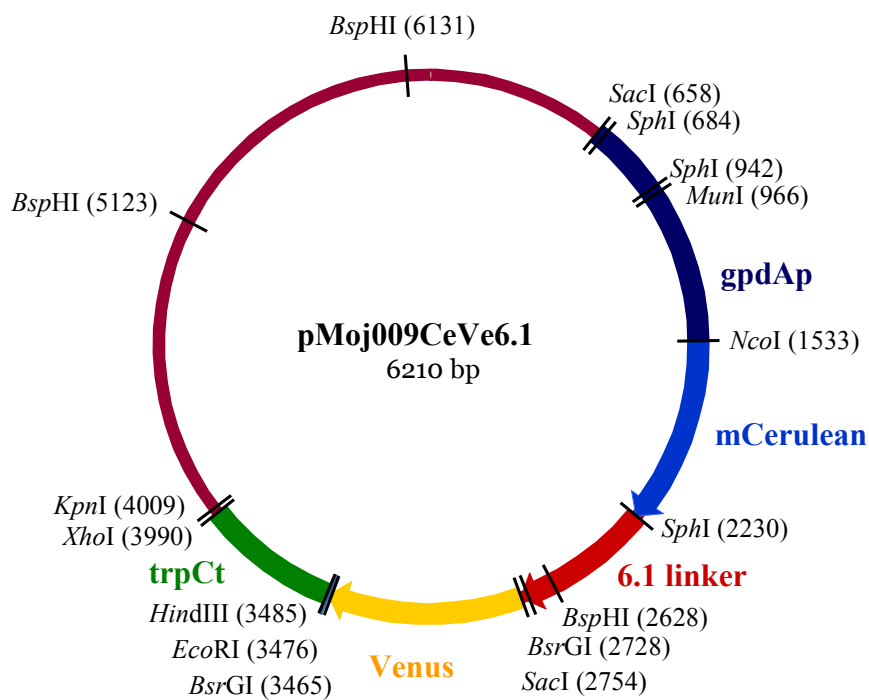 BspHI (6131)
SacI (658)
SphI (684)
SphI (942)
MunI (966)
BspHI (5123)
gpdAp
pMoj009CeVe6.1
6210 bp
NcoI (1533)
mCerulean
KpnI (4009)
XhoI (3990)
SphI (2230)
trpCt
6.1 linker
HindIII (3485)
BspHI (2628)
EcoRI (3476)
Venus
BsrGI (2728)
BsrGI (3465)
SacI (2754)